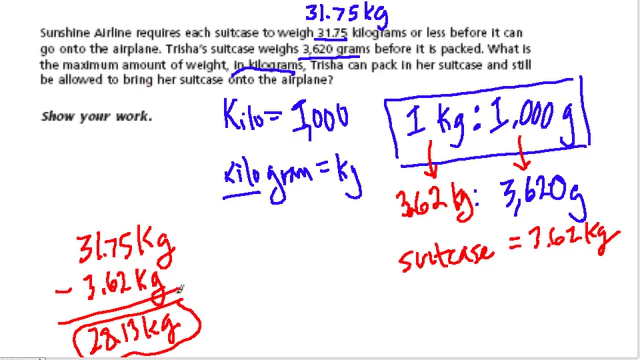 31.75 kg
Sunshine Airline requires each suitcase to weigh 31.75 kilograms or less before it can
go onto the airplane. Trisha's suitcase weighs 3,620 grams before it is packed. What is
the maximum amount of weight, in kilograms, Trisha can pack in her suitcase and still
be allowed to bring her suitcase onto the airplane?
Show your work.
Kilo = 1,000
1 kg : 1,000 g
kilogram = kg
3.62 kg : 3,620 g
suitcase = 3.62 kg
31.75 kg
- 3.62 kg
28.13 kg